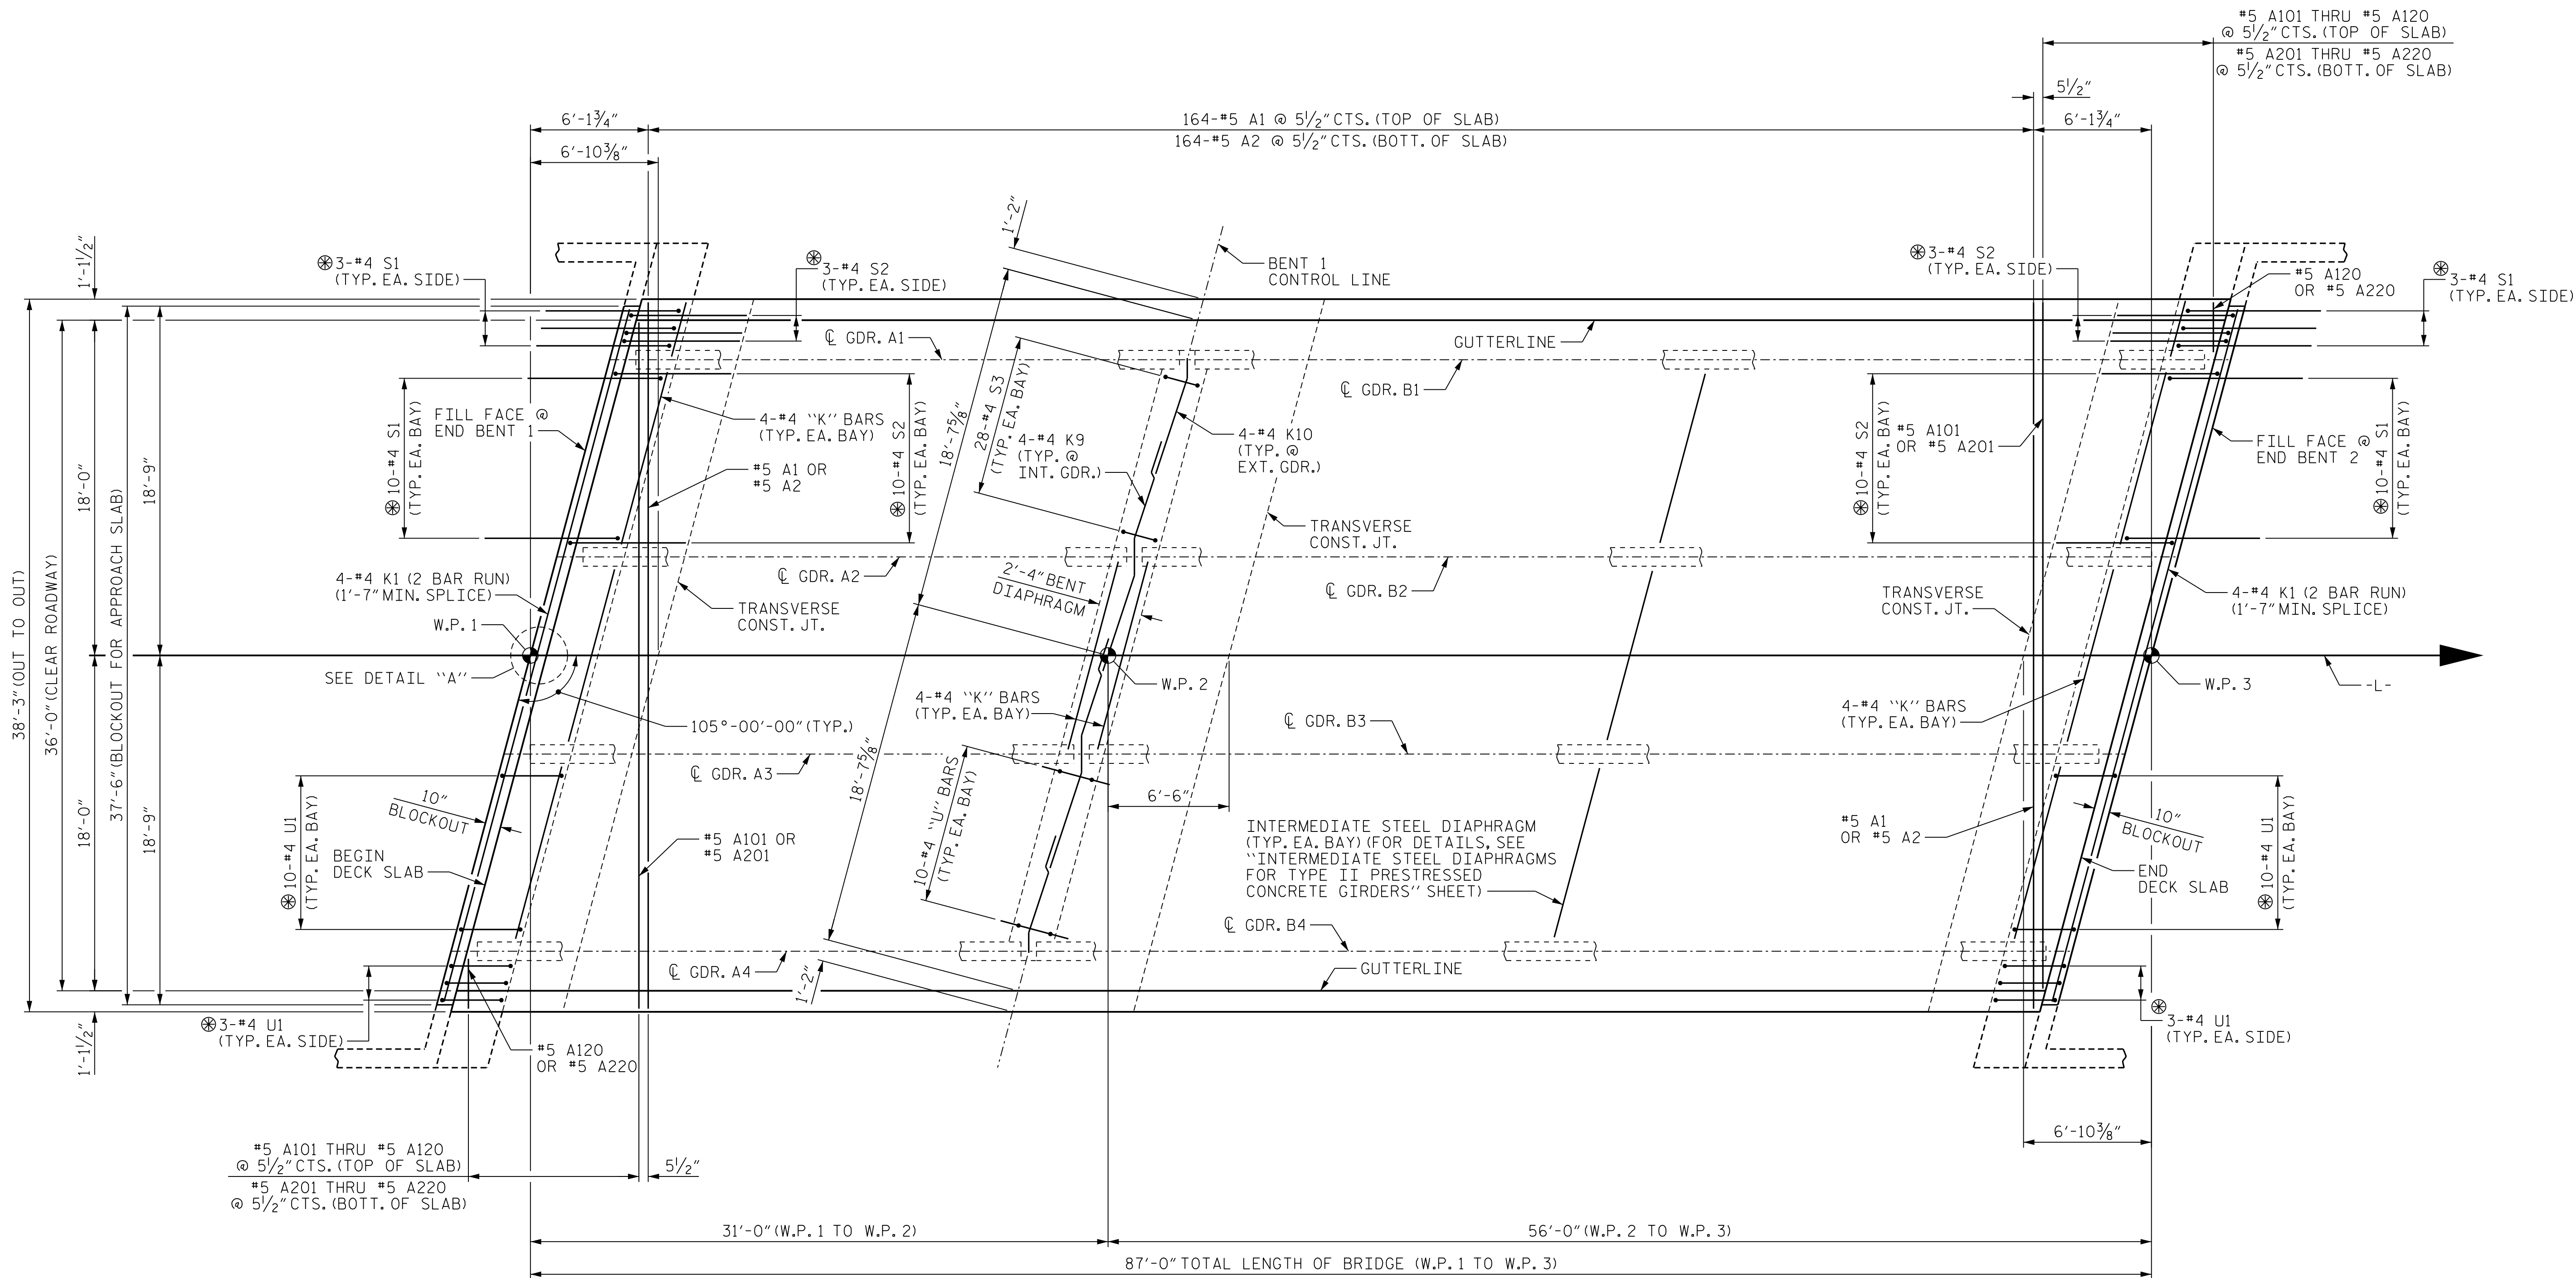 #5 A101 THRU #5 A120
@ 5½" CTS. (TOP OF SLAB)
#5 A201 THRU #5 A220
@ 5½" CTS. (BOTT. OF SLAB)
5½"
6'-1¾"
164-#5 A1 @ 5½" CTS. (TOP OF SLAB)
164-#5 A2 @ 5½" CTS. (BOTT. OF SLAB)
6'-1¾"
6'-10⅜"
1'-2"
1'-1½"
3-#4 S1
(TYP. EA. SIDE)
3-#4 S2
(TYP. EA. SIDE)
BENT 1
CONTROL LINE
3-#4 S2
(TYP. EA. SIDE)
#5 A120
OR #5 A220
3-#4 S1
(TYP. EA. SIDE)
℄ GDR. A1
GUTTERLINE
℄ GDR. B1
FILL FACE @
END BENT 1
10-#4 S1
(TYP. EA. BAY)
4-#4 "K" BARS
(TYP. EA. BAY)
#5 A1 OR
#5 A2
10-#4 S2
(TYP. EA. BAY)
18'-7⅝"
28-#4 S3
(TYP. EA. BAY)
4-#4 K9
(TYP. @
INT. GDR.)
4-#4 K10
(TYP. @
EXT. GDR.)
TRANSVERSE
CONST. JT.
10-#4 S2
(TYP. EA. BAY)
#5 A101
OR #5 A201
FILL FACE @
END BENT 2
10-#4 S1
(TYP. EA. BAY)
38'-3" (OUT TO OUT)
36'-0" (CLEAR ROADWAY)
18'-0"
37'-6" (BLOCKOUT FOR APPROACH SLAB)
18'-9"
4-#4 K1 (2 BAR RUN)
(1'-7" MIN. SPLICE)
W.P. 1
℄ GDR. A2
2'-4" BENT
DIAPHRAGM
℄ GDR. B2
TRANSVERSE
CONST. JT.
TRANSVERSE
CONST. JT.
4-#4 K1 (2 BAR RUN)
(1'-7" MIN. SPLICE)
SEE DETAIL "A"
W.P. 2
W.P. 3
-L-
105°-00'-00" (TYP.)
4-#4 "K" BARS
(TYP. EA. BAY)
℄ GDR. B3
4-#4 "K" BARS
(TYP. EA. BAY)
18'-0"
18'-9"
℄ GDR. A3
18'-7⅝"
6'-6"
10"
BLOCKOUT
10-#4 U1
(TYP. EA. BAY)
BEGIN
DECK SLAB
#5 A101 OR
#5 A201
10-#4 "U" BARS
(TYP. EA. BAY)
INTERMEDIATE STEEL DIAPHRAGM
(TYP. EA. BAY) (FOR DETAILS, SEE
"INTERMEDIATE STEEL DIAPHRAGMS
FOR TYPE II PRESTRESSED
CONCRETE GIRDERS" SHEET)
#5 A1
OR #5 A2
10"
BLOCKOUT
END
DECK SLAB
10-#4 U1
(TYP. EA. BAY)
℄ GDR. B4
℄ GDR. A4
GUTTERLINE
1'-2"
3-#4 U1
(TYP. EA. SIDE)
1'-1½"
#5 A120
OR #5 A220
3-#4 U1
(TYP. EA. SIDE)
6'-10⅜"
#5 A101 THRU #5 A120
@ 5½" CTS. (TOP OF SLAB)
#5 A201 THRU #5 A220
@ 5½" CTS. (BOTT. OF SLAB)
5½"
31'-0" (W.P. 1 TO W.P. 2)
56'-0" (W.P. 2 TO W.P. 3)
87'-0" TOTAL LENGTH OF BRIDGE (W.P. 1 TO W.P. 3)